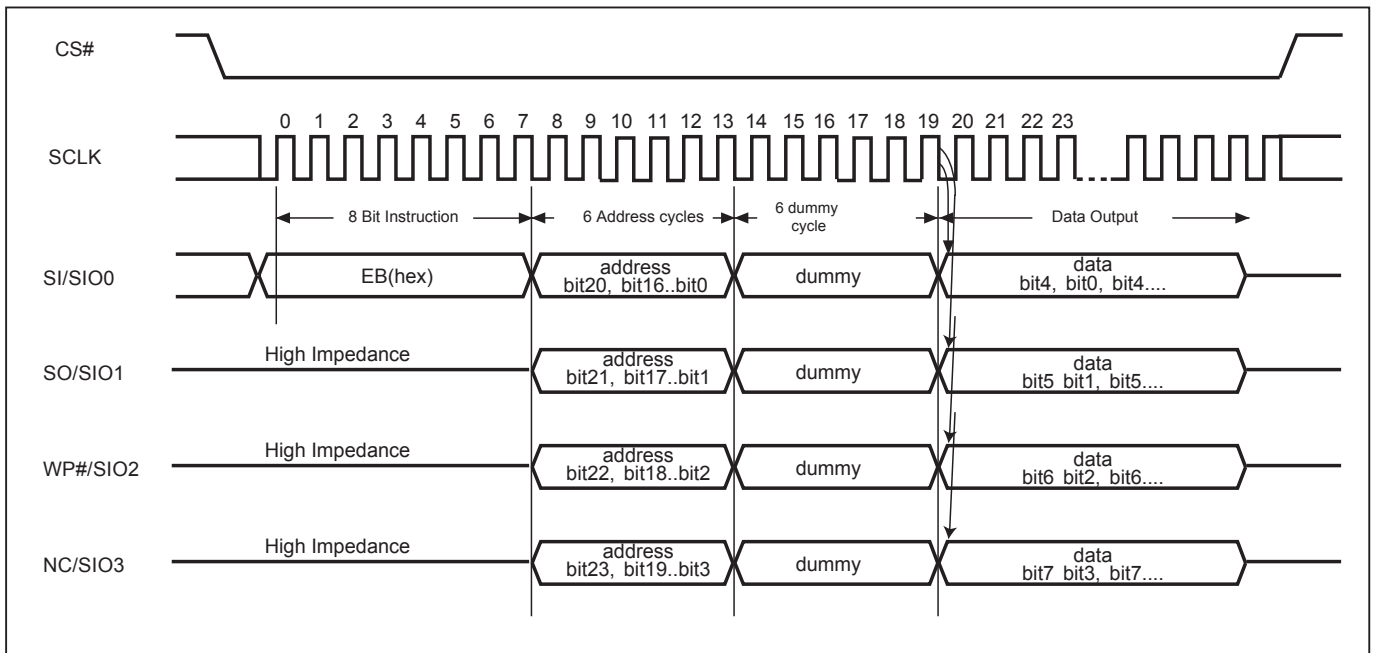 CS#
0 1 2 3 4 5 6 7 8 9 10 11 12 13 14 15 16 17 18 19 20 21 22 23
SCLK
8 Bit Instruction
6 Address cycles
6 dummy
cycle
Data Output
SI/SIO0
EB(hex)
address
bit20, bit16..bit0
dummy
data
bit4, bit0, bit4....
SO/SIO1
High Impedance
address
bit21, bit17..bit1
dummy
data
bit5 bit1, bit5....
WP#/SIO2
High Impedance
address
bit22, bit18..bit2
dummy
data
bit6 bit2, bit6....
NC/SIO3
High Impedance
address
bit23, bit19..bit3
dummy
data
bit7 bit3, bit7....